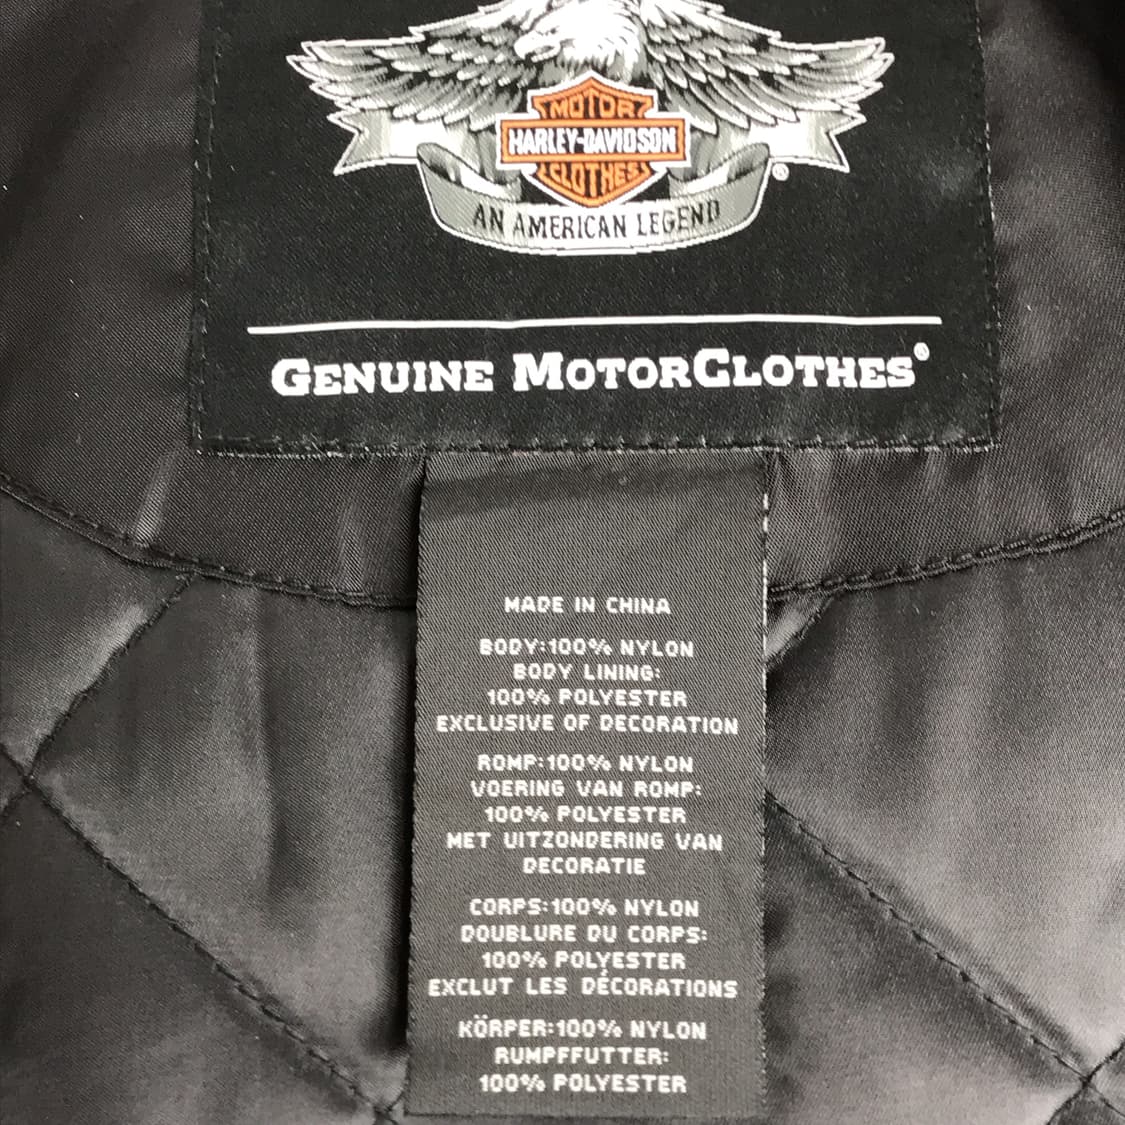 MOTOR
HARLEY-DAVIDSON
CLOTHES
®
AN AMERICAN LEGEND
GENUINE MOTORCLOTHES®
MADE IN CHINA
BODY:100% NYLON
BODY LINING:
100% POLYESTER
EXCLUSIVE OF DECORATION
ROMP:100% NYLON
VOERING VAN ROMP:
100% POLYESTER
MET UITZONDERING VAN
DECORATIE
CORPS:100% NYLON
DOUBLURE DU CORPS:
100% POLYESTER
EXCLUT LES DÉCORATIONS
KÖRPER:100% NYLON
RUMPFFUTTER:
100% POLYESTER